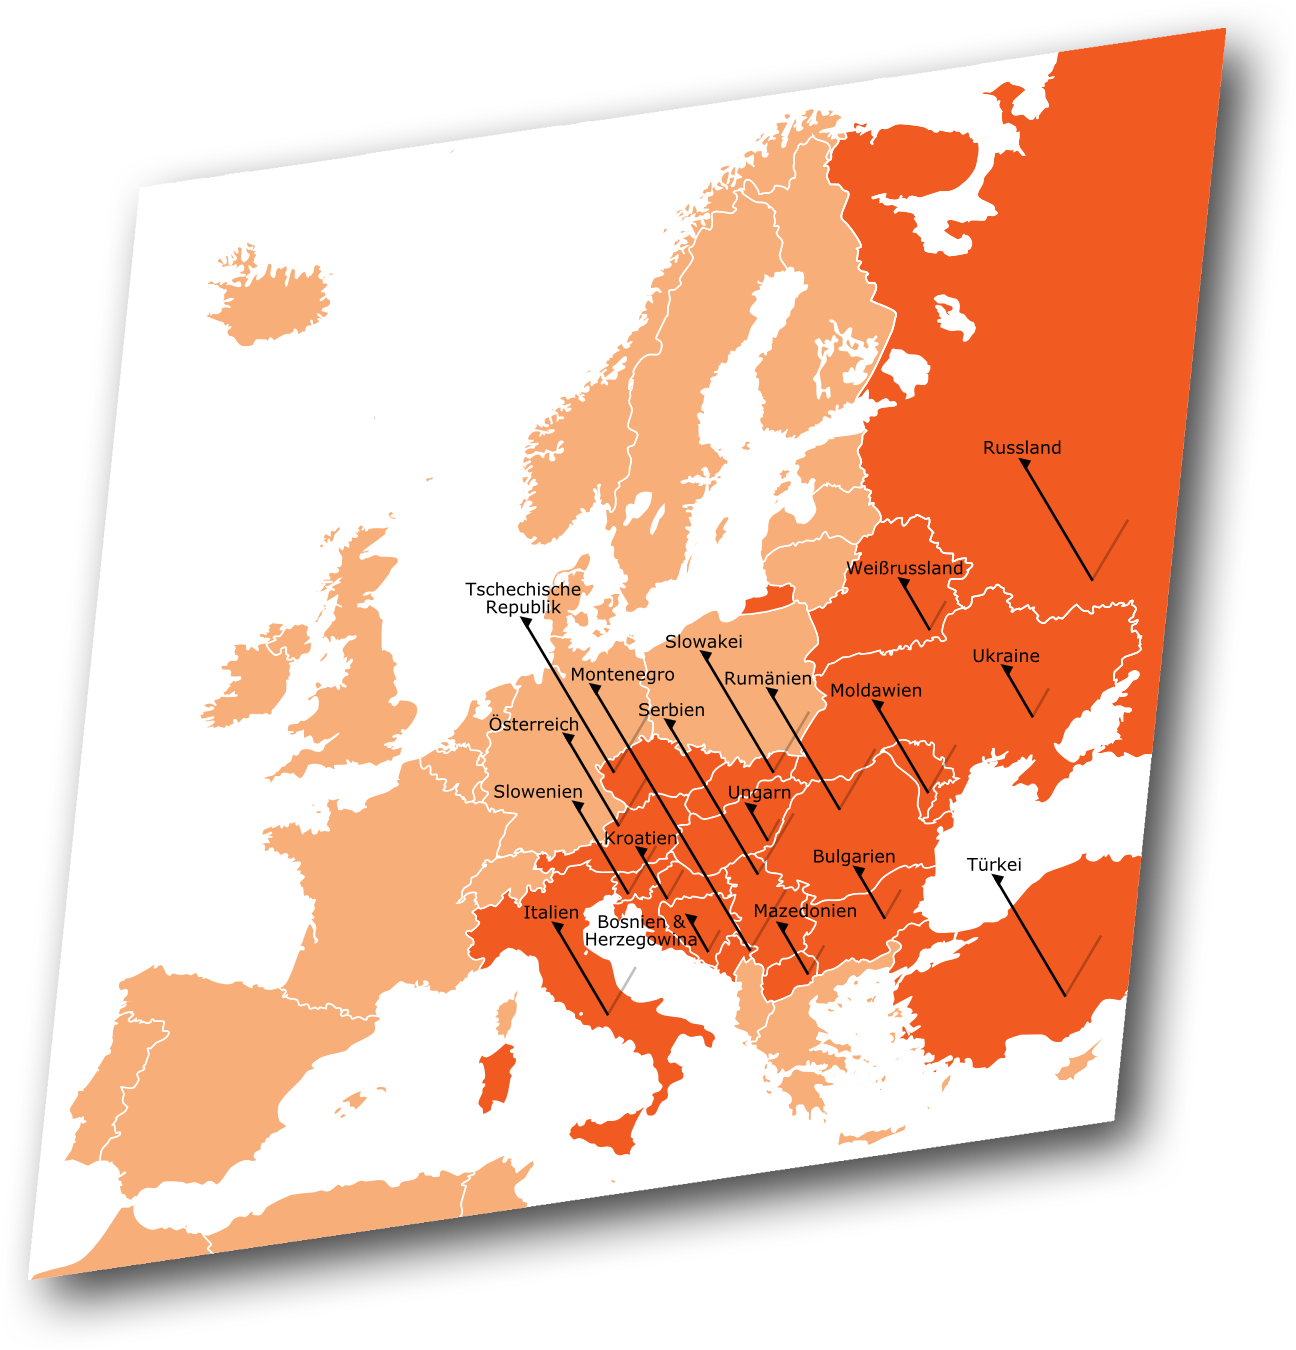 Russland
Weißrussland
Tschechische
Republik
Slowakei
Ukraine
Montenegro
Rumänien
Moldawien
Serbien
Österreich
Slowenien
Ungarn
Kroatien
Bulgarien
Türkei
Italien
Bosnien &
Herzegowina
Mazedonien